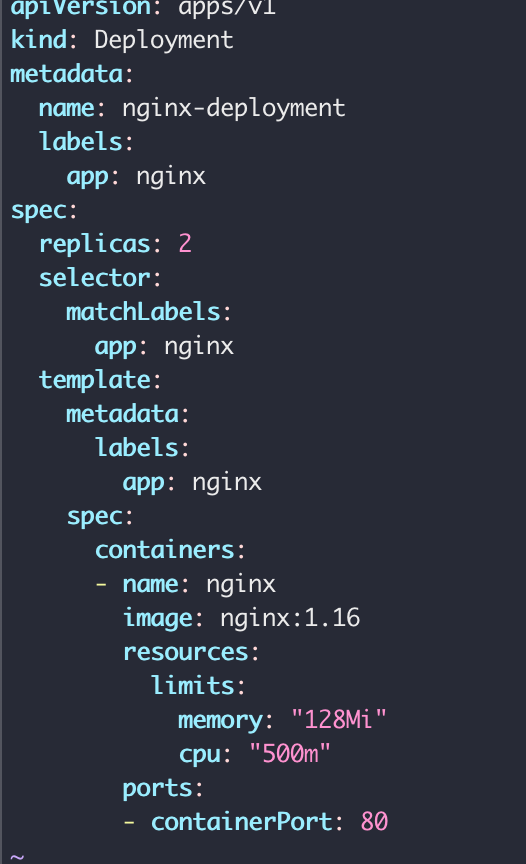 apiVersion: apps/v1
kind: Deployment
metadata:
  name: nginx-deployment
  labels:
    app: nginx
spec:
  replicas: 2
  selector:
    matchLabels:
      app: nginx
  template:
    metadata:
      labels:
        app: nginx
    spec:
      containers:
      - name: nginx
        image: nginx:1.16
        resources:
          limits:
            memory: "128Mi"
            cpu: "500m"
        ports:
        - containerPort: 80
~